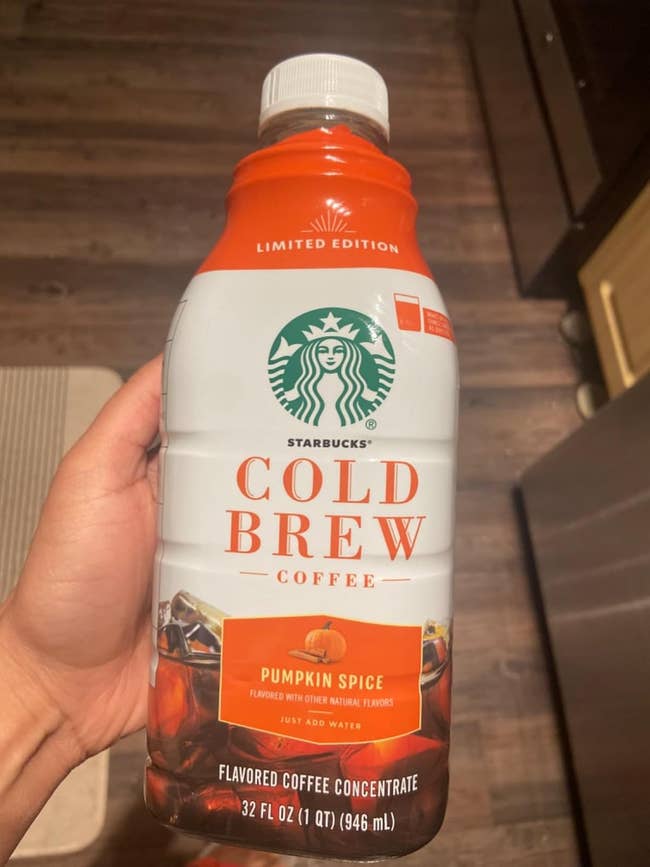 LIMITED EDITION
STARBUCKS®
COLD
BREW
COFFEE
PUMPKIN SPICE
FLAVORED WITH OTHER NATURAL FLAVORS
JUST ADD WATER
FLAVORED COFFEE CONCENTRATE
32 FL OZ (1 QT) (946 mL)